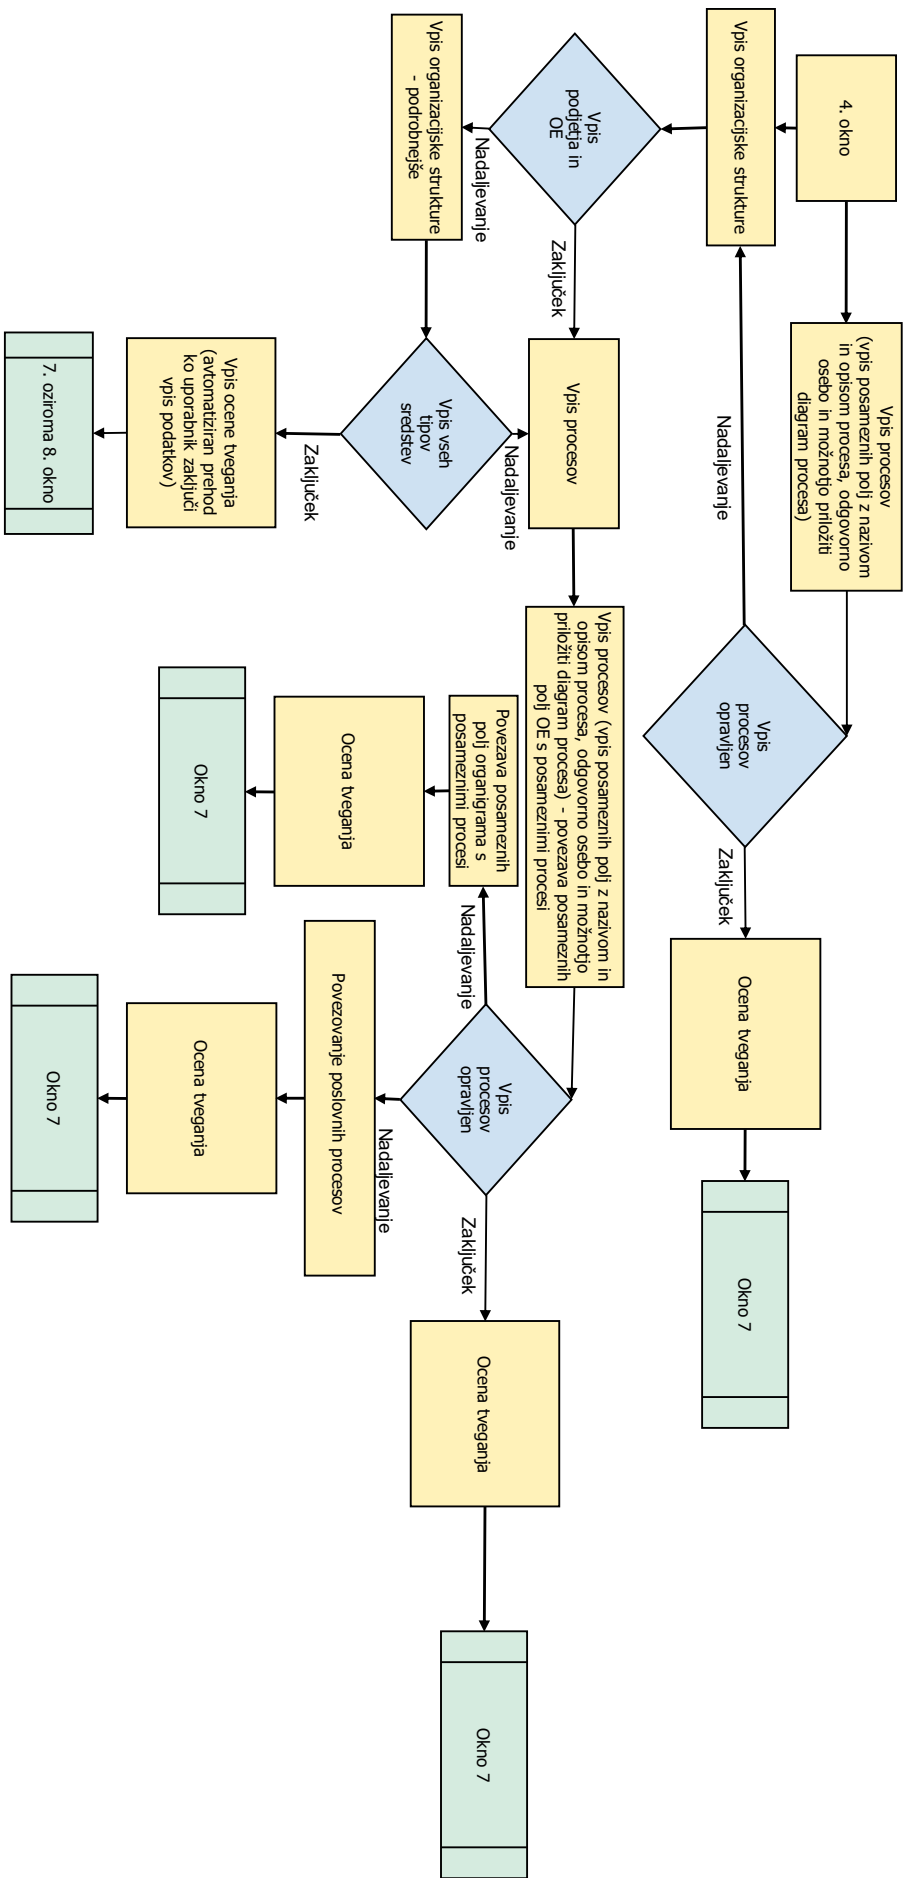 4. okno
Vpis procesov
(vpis posameznih polj z nazivom
in opisom procesa, odgovorno
osebo in možnotjo priložiti
diagram procesa)
Vpis organizacijske strukture
Nadaljevanje
Vpis
procesov
opravljen
Zaključek
Ocena tveganja
Okno 7
Vpis
podjetja in
OE
Zaključek
Nadaljevanje
Vpis procesov
Vpis procesov (vpis posameznih polj z nazivom in
opisom procesa, odgovorno osebo in možnotjo
priložiti diagram procesa) - povezava posameznih
polj OE s posameznimi procesi
Vpis organizacijske strukture
- podrobnejše
Vpis vseh
tipov
sredstev
Nadaljevanje
Zaključek
Vpis ocene tveganja
(avtomatiziran prehod
ko uporabnik zaključi
vpis podatkov)
7. oziroma 8. okno
Povezava posameznih
polj organigrama s
posameznimi procesi
Nadaljevanje
Ocena tveganja
Okno 7
Vpis
procesov
opravljen
Zaključek
Nadaljevanje
Ocena tveganja
Okno 7
Povezovanje poslovnih procesov
Ocena tveganja
Okno 7